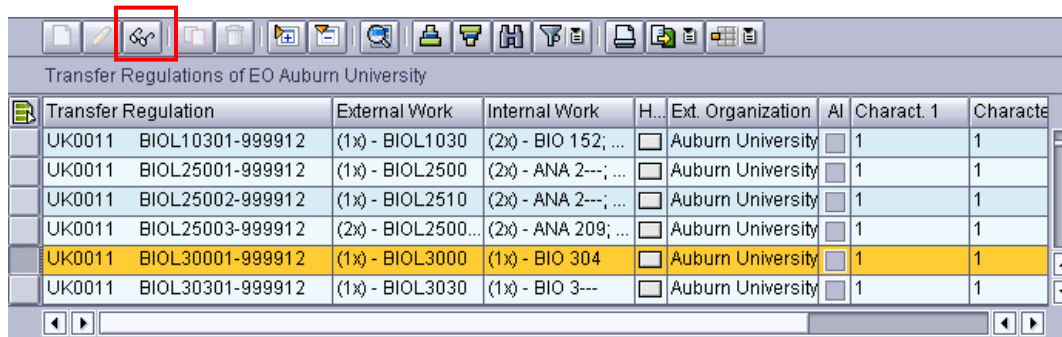 Transfer Regulations of EO Auburn University
Transfer Regulation External Work Internal Work H... Ext. Organization Al Charact. 1 Characte
UK0011 BIOL10301-999912 (1x) - BIOL1030 (2x) - BIO 152; ... Auburn University 1 1
UK0011 BIOL25001-999912 (1x) - BIOL2500 (2x) - ANA 2---; ... Auburn University 1 1
UK0011 BIOL25002-999912 (1x) - BIOL2510 (2x) - ANA 2---; ... Auburn University 1 1
UK0011 BIOL25003-999912 (2x) - BIOL2500... (2x) - ANA 209; ... Auburn University 1 1
UK0011 BIOL30001-999912 (1x) - BIOL3000 (1x) - BIO 304 Auburn University 1 1
UK0011 BIOL30301-999912 (1x) - BIOL3030 (1x) - BIO 3--- Auburn University 1 1